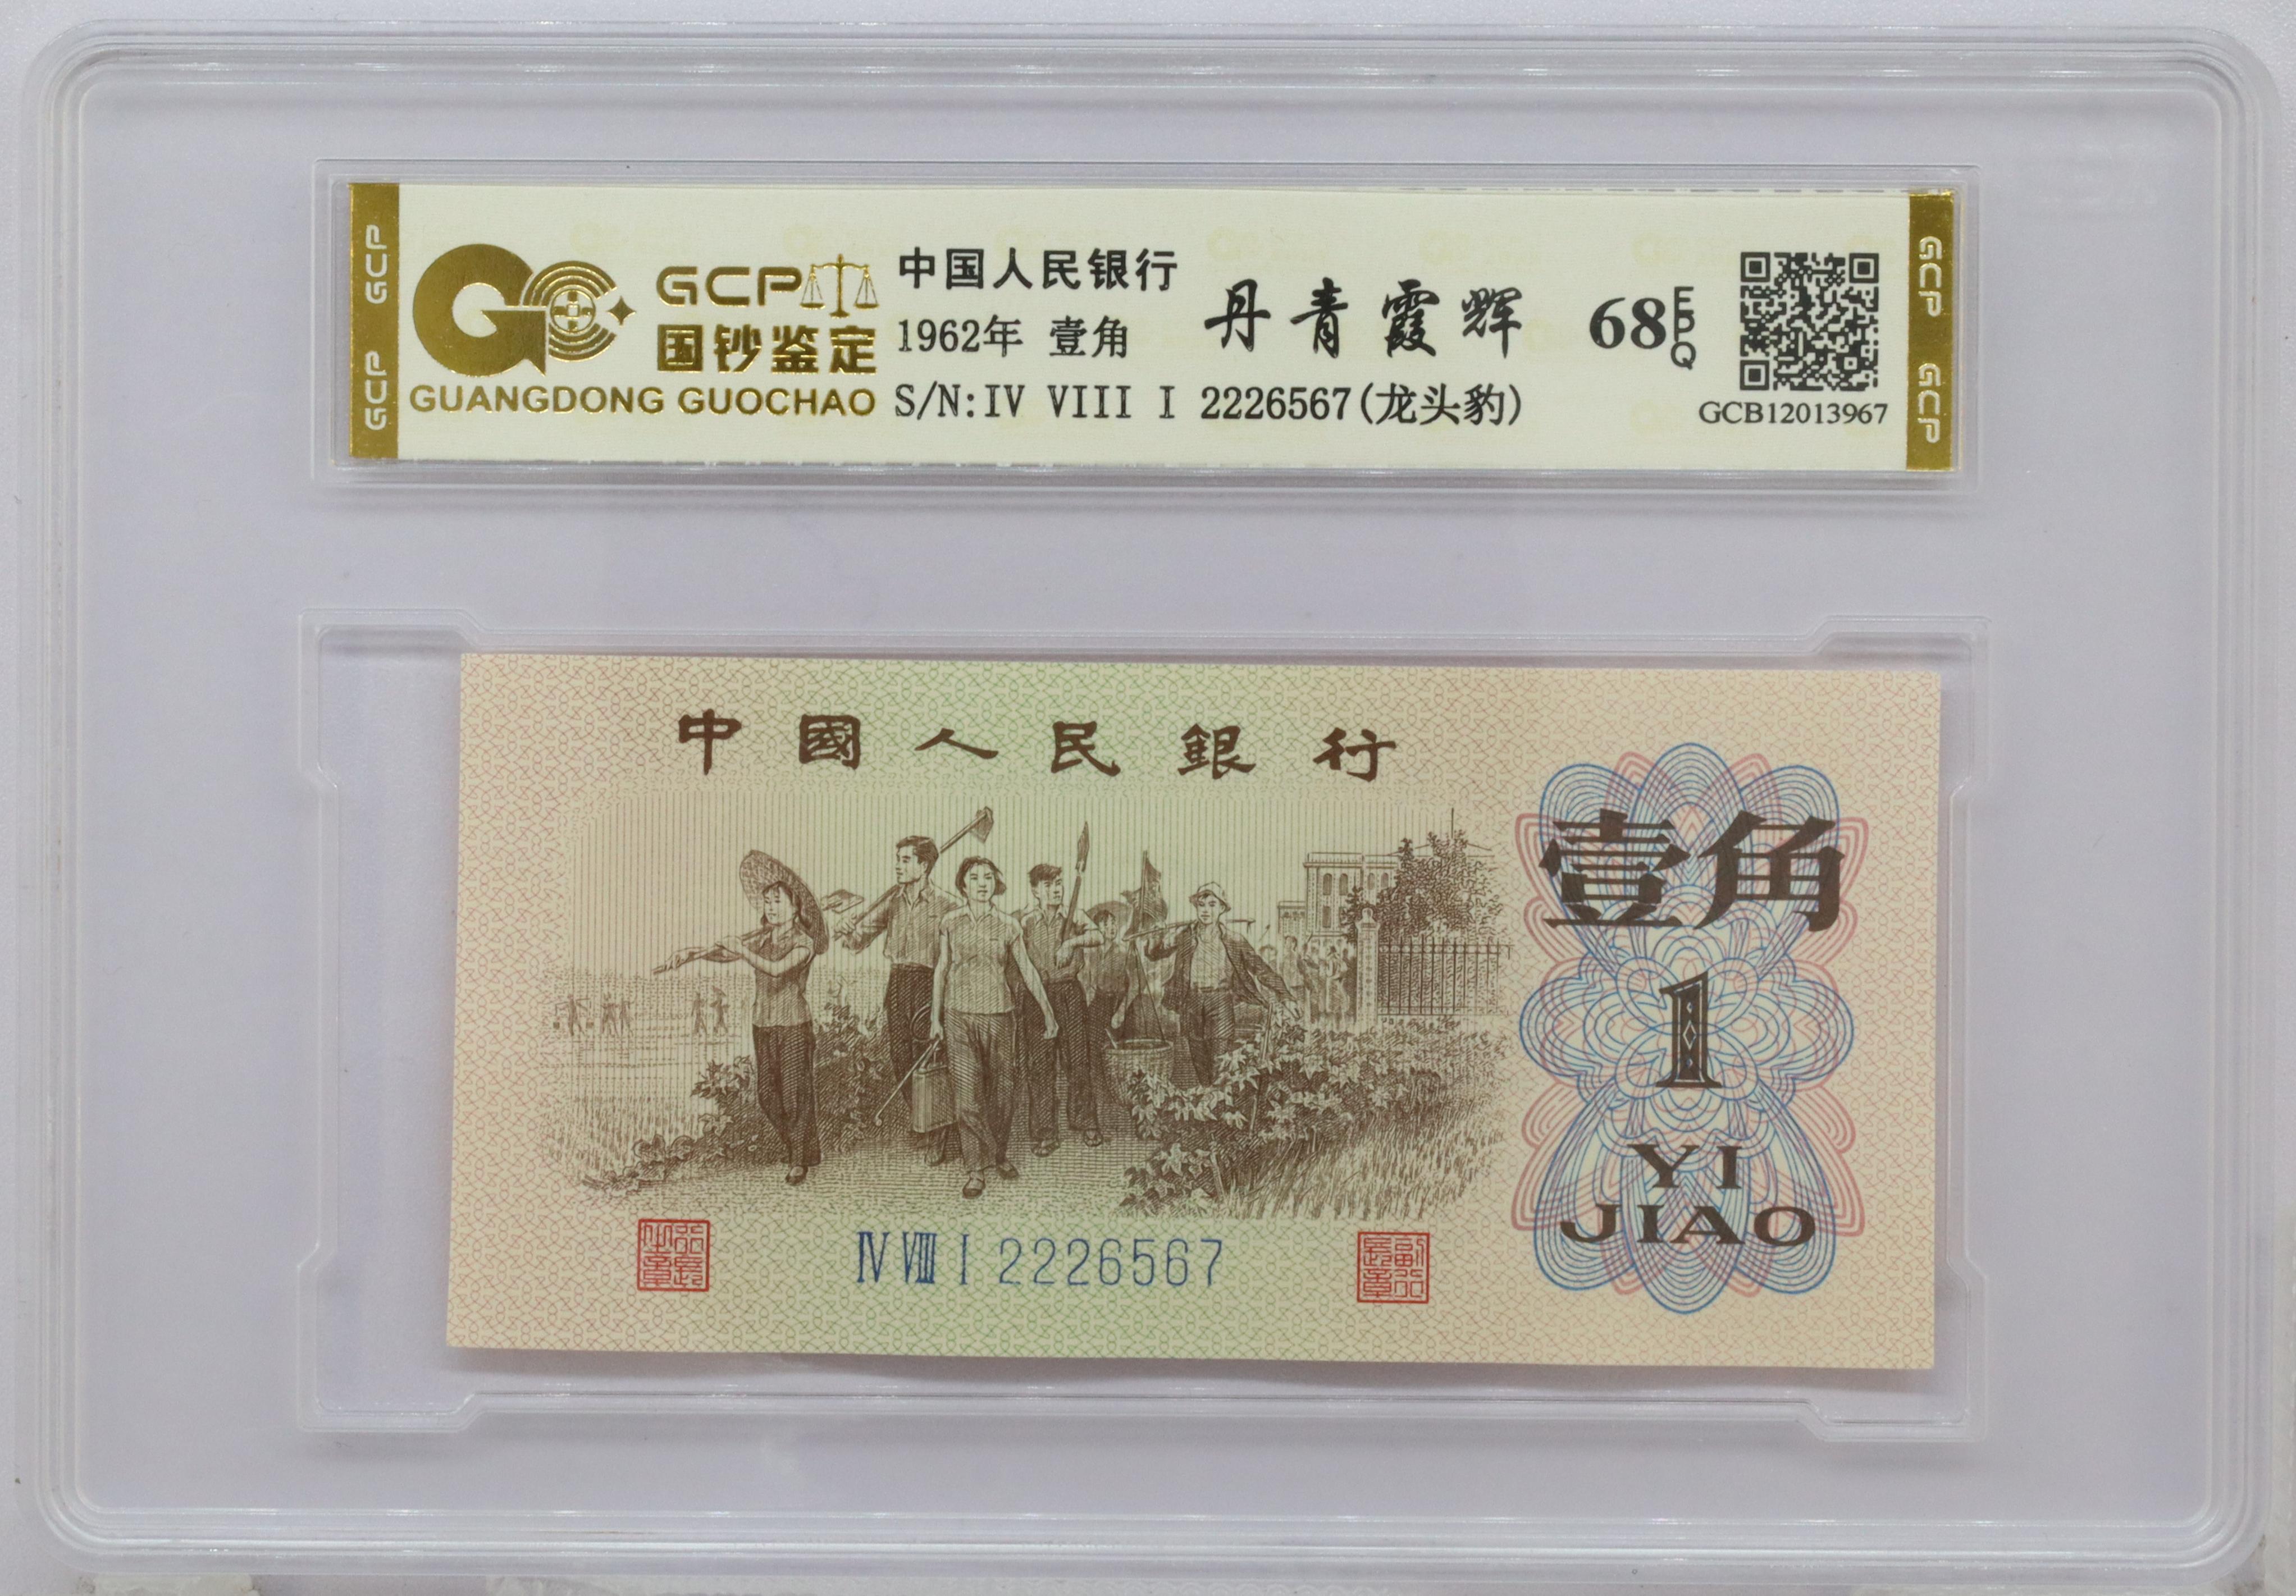 GCP GCP
GCP
国钞鉴定
GUANGDONG GUOCHAO
中国人民银行
1962年 壹角
S/N:IV VIII I 2226567(龙头豹)
丹青霞辉
68 EPQ
GCB12013967
GCP GCP
中國人民銀行
壹角
1
YI
JIAO
Ⅳ Ⅷ Ⅰ 2226567